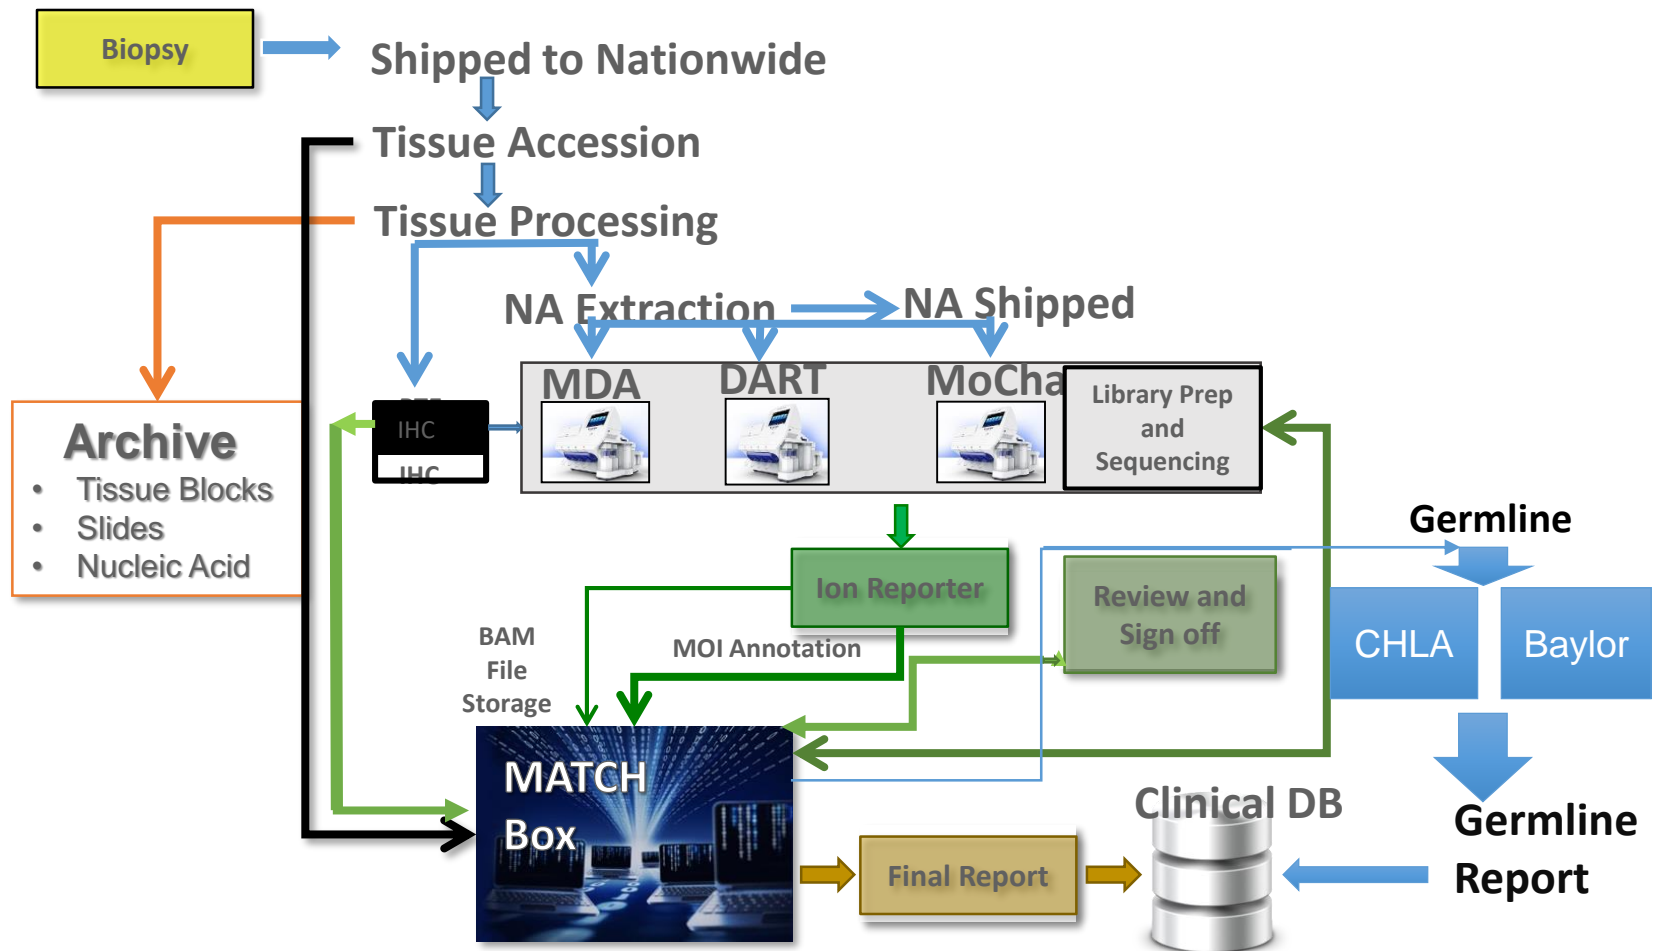 Biopsy
Shipped to Nationwide
Tissue Accession
Tissue Processing
NA Extraction
NA Shipped
MDA
DART
MoCha
Library Prep
and
Sequencing
IHC
IHC
Archive
• Tissue Blocks
• Slides
• Nucleic Acid
Germline
Ion Reporter
Review and
Sign off
CHLA
Baylor
BAM
File
Storage
MOI Annotation
MATCH
Box
Clinical DB
Final Report
Germline
Report